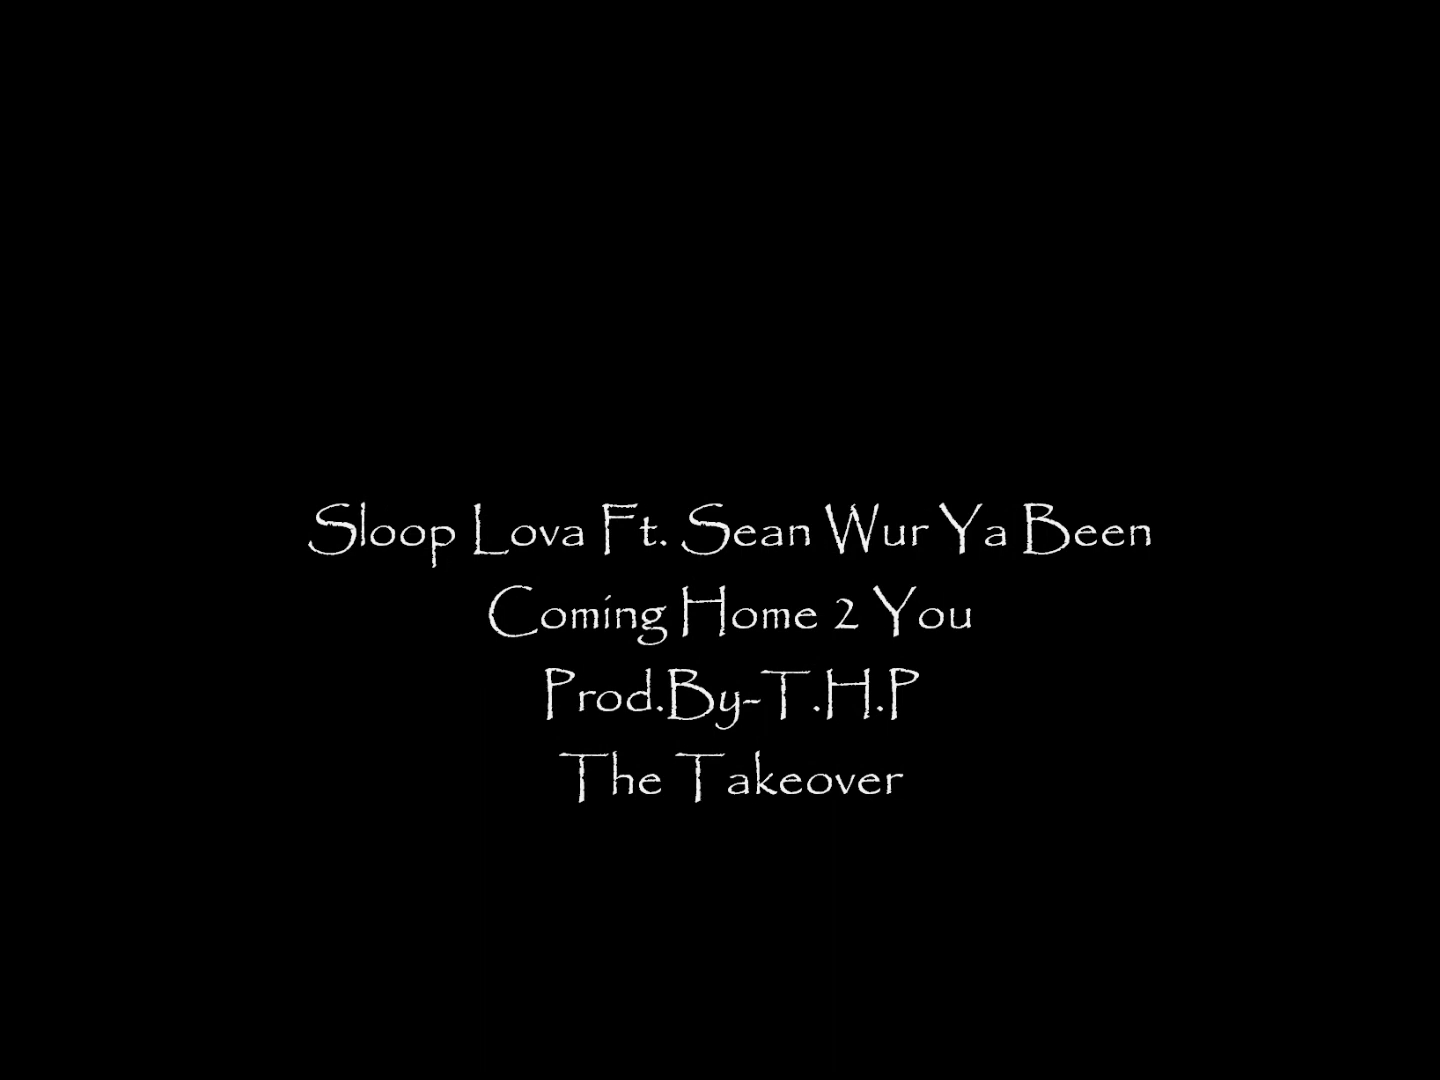 Sloop Lova Ft. Sean Wur Ya Been
Coming Home 2 You
Prod.By-T.H.P
The Takeover